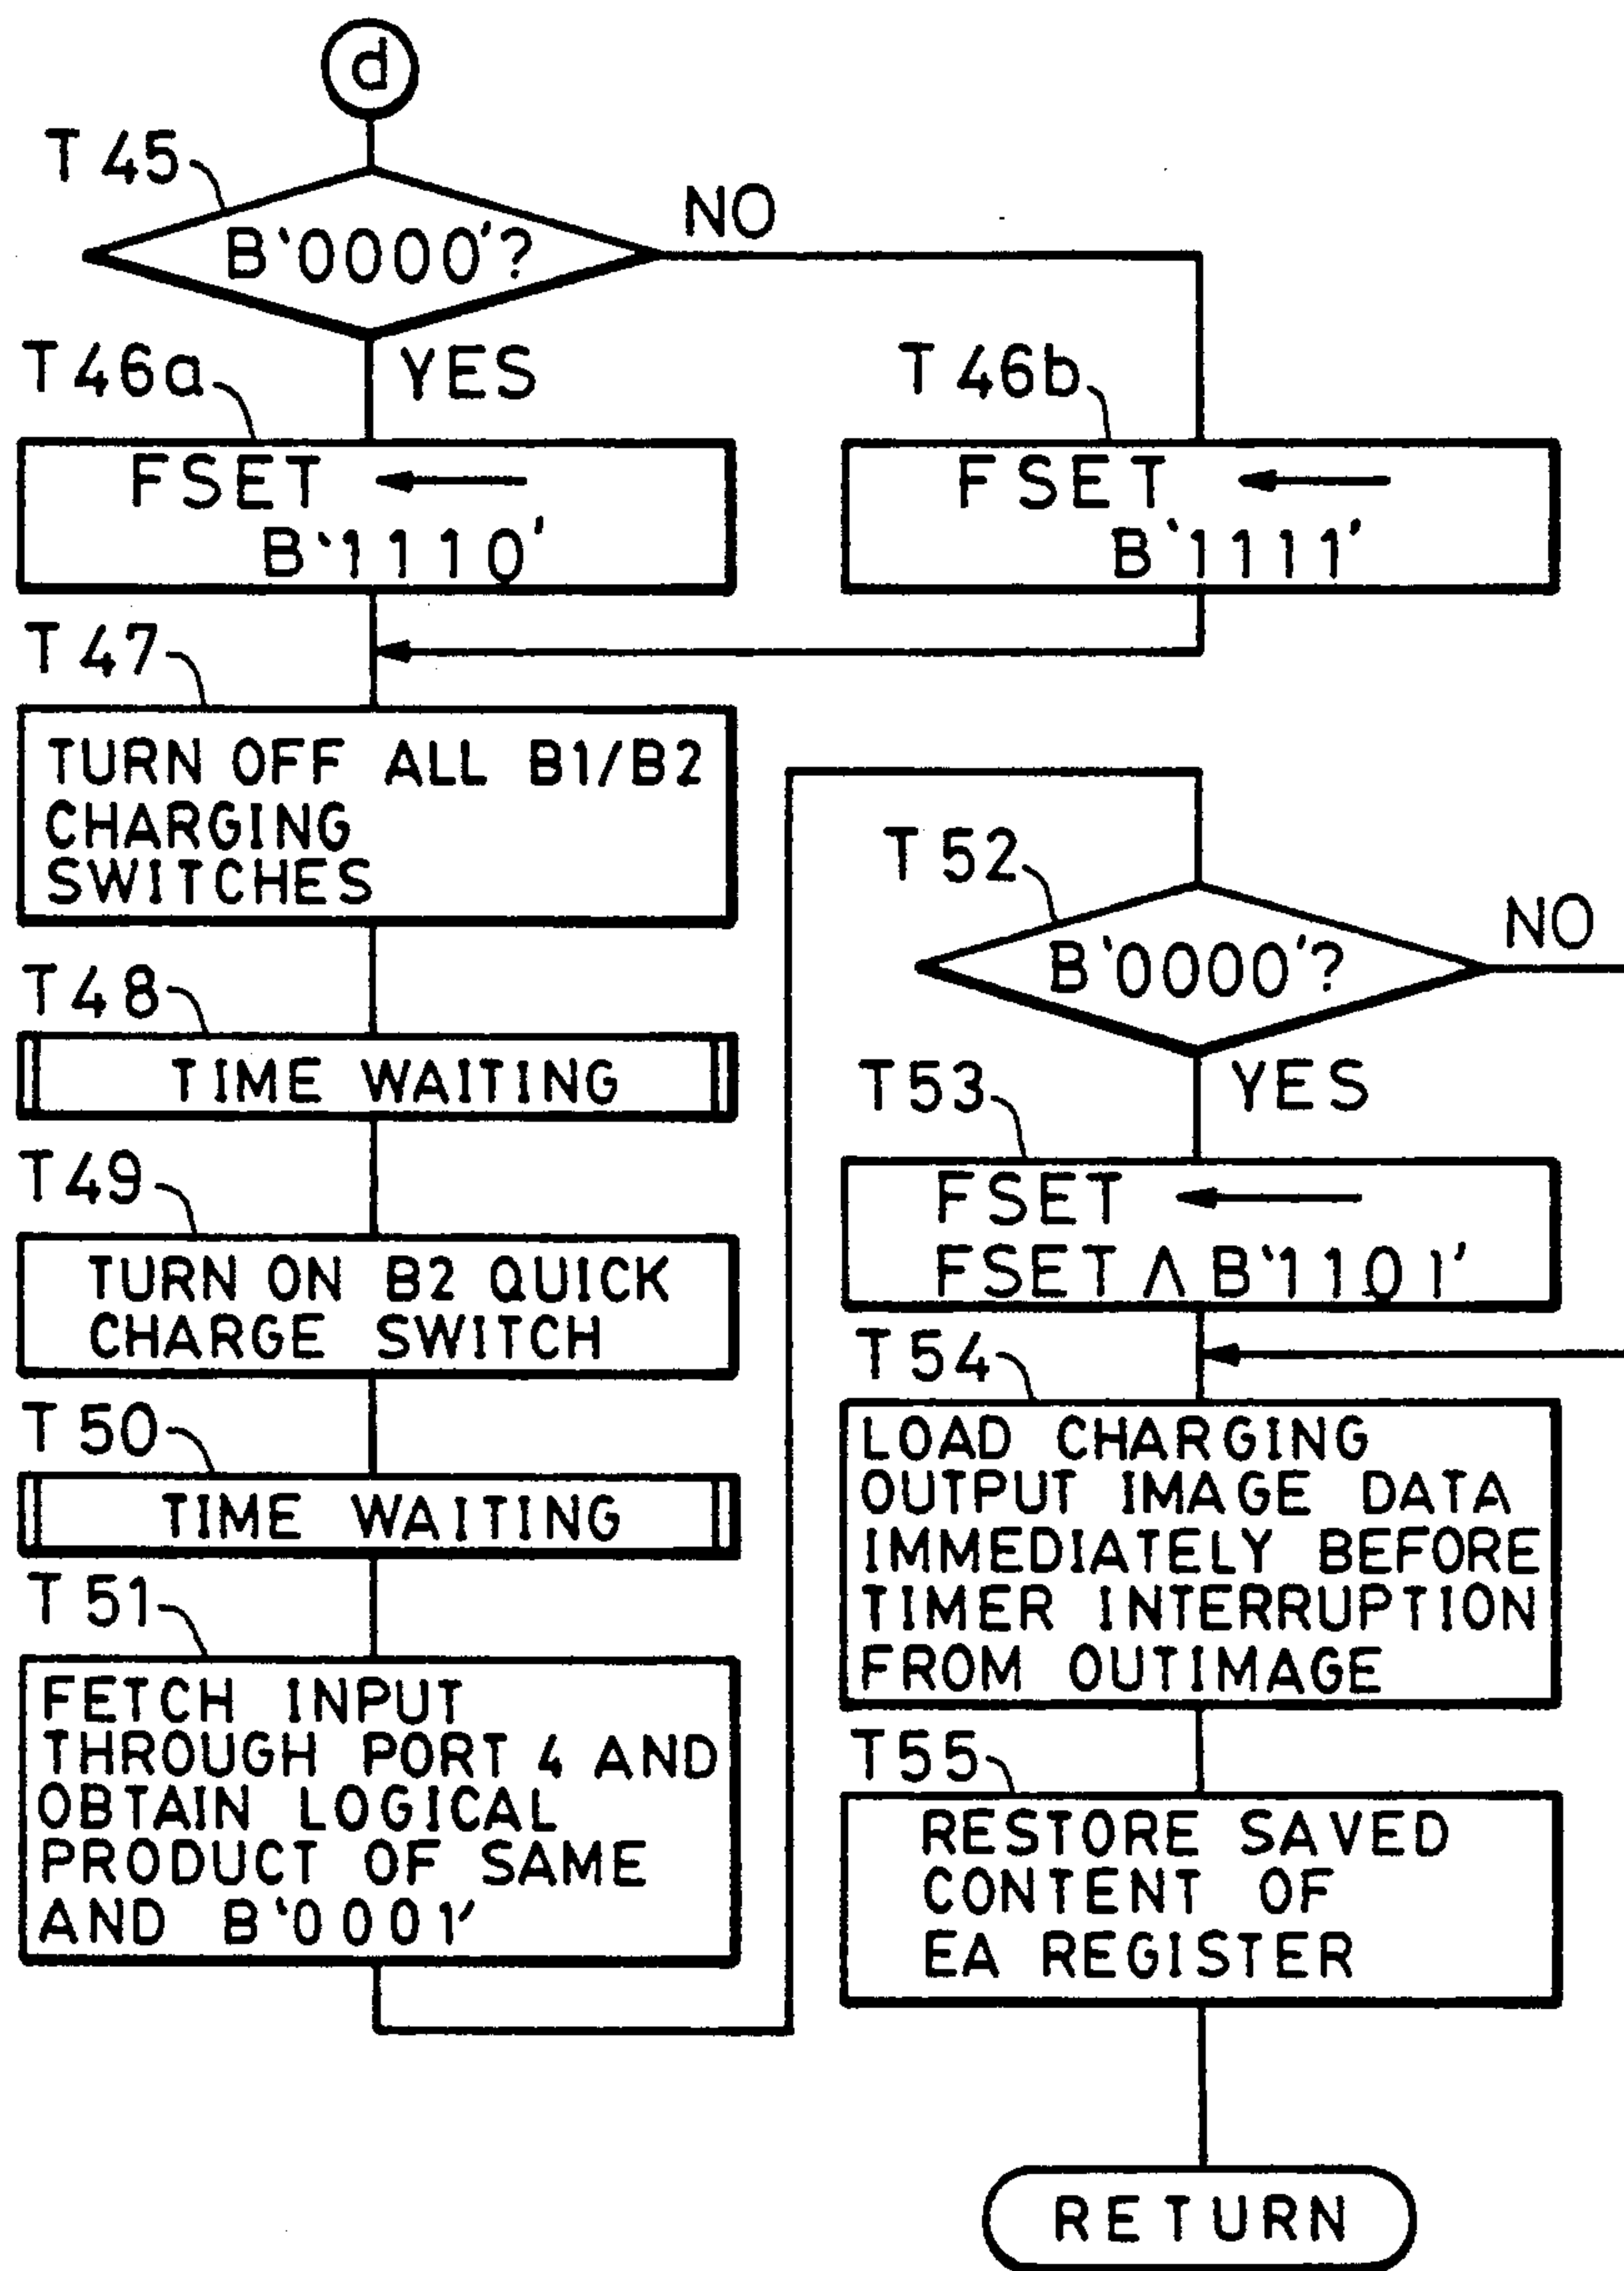 d
T45
B'0000'?
NO
YES
T46a
FSET ←
B'1110'
T46b
FSET ←
B'1111'
T47
TURN OFF ALL B1/B2
CHARGING
SWITCHES
T48
TIME WAITING
T49
TURN ON B2 QUICK
CHARGE SWITCH
T50
TIME WAITING
T51
FETCH INPUT
THROUGH PORT 4 AND
OBTAIN LOGICAL
PRODUCT OF SAME
AND B'0001'
T52
B'0000'?
NO
YES
T53
FSET ←
FSET ∧ B'1101'
T54
LOAD CHARGING
OUTPUT IMAGE DATA
IMMEDIATELY BEFORE
TIMER INTERRUPTION
FROM OUTIMAGE
T55
RESTORE SAVED
CONTENT OF
EA REGISTER
RETURN